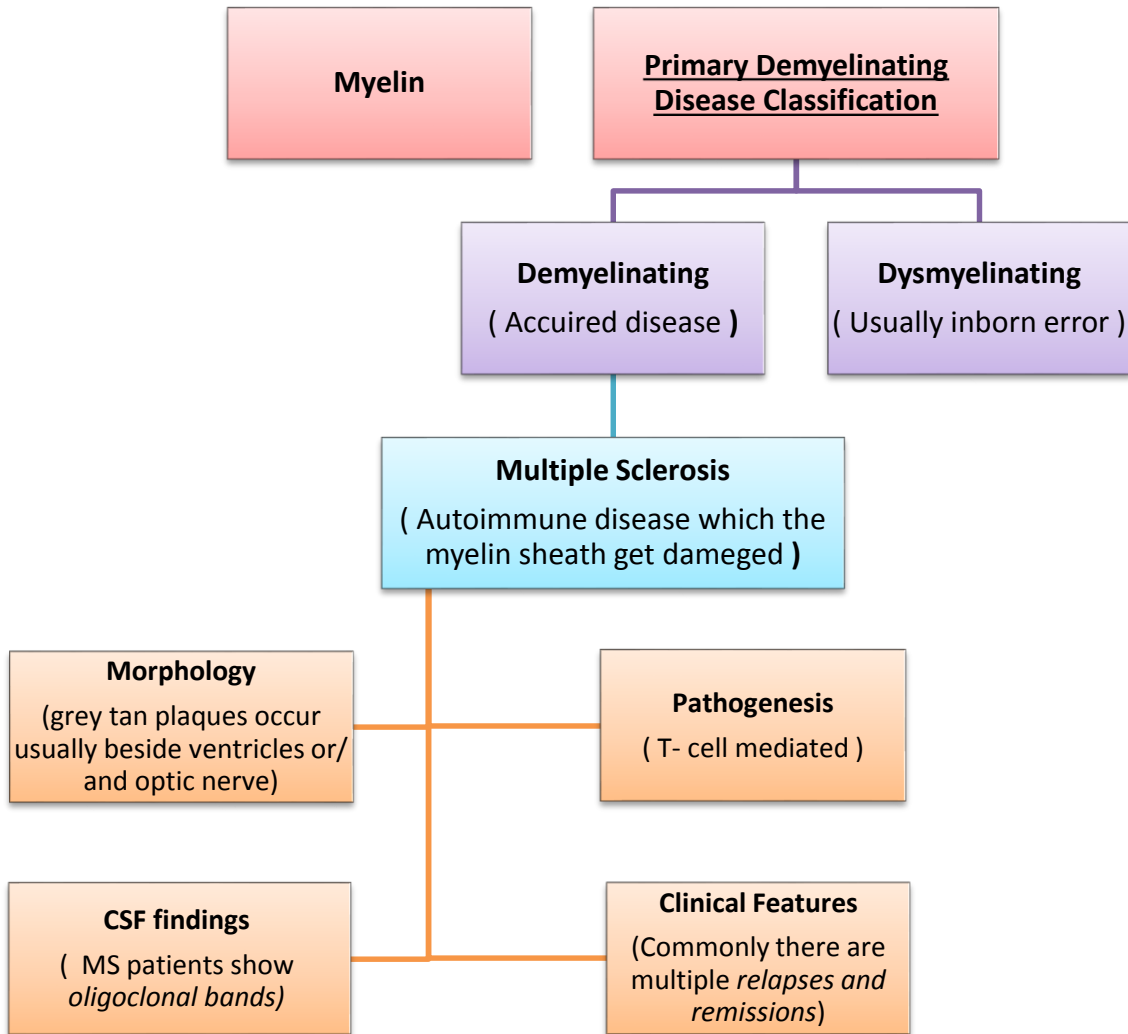 Myelin
Primary Demyelinating
Disease Classification
Demyelinating
( Accuired disease )
Dysmyelinating
( Usually inborn error )
Multiple Sclerosis
( Autoimmune disease which the
myelin sheath get dameged )
Morphology
(grey tan plaques occur
usually beside ventricles or/
and optic nerve)
Pathogenesis
( T- cell mediated )
CSF findings
( MS patients show
oligoclonal bands)
Clinical Features
(Commonly there are
multiple relapses and
remissions)